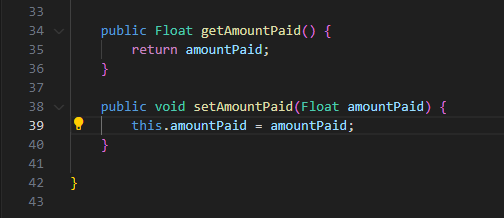 33
34 public Float getAmountPaid() {
35 return amountPaid;
36 }
37
38 public void setAmountPaid(Float amountPaid) {
39 this.amountPaid = amountPaid;
40 }
41
42 }
43